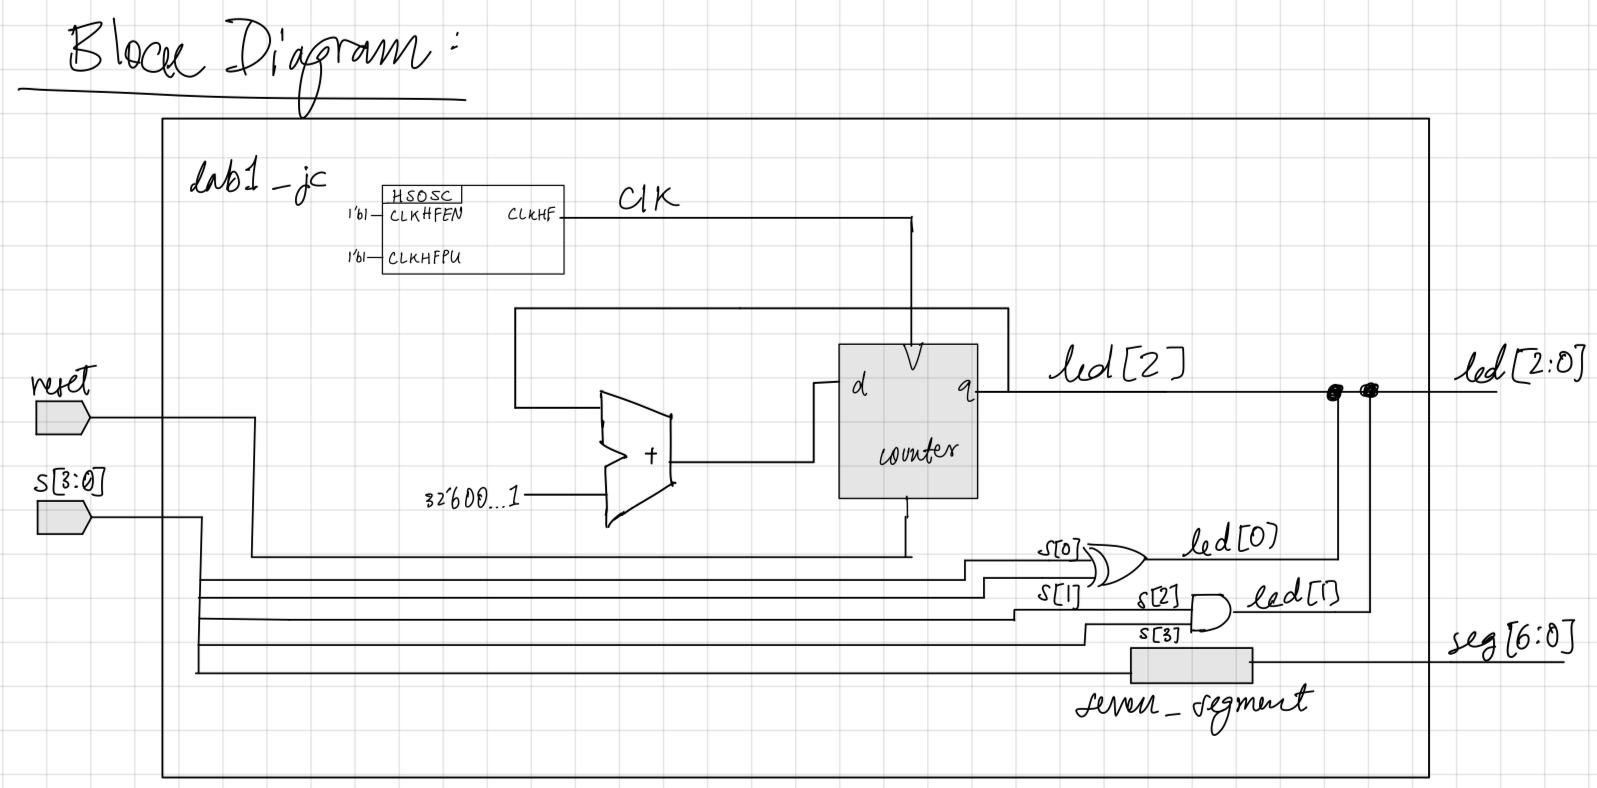 Block Diagram:
lab1_jc
HSOSC
1'b1 CLKHFEN CLKHF
clk
1'b1 CLKHFPU
reset
s[3:0]
d q
counter
+
32'b00...1
led[2]
led[2:0]
s[0]
led[0]
s[1]
s[2]
led[1]
s[3]
seg[6:0]
seven_segment